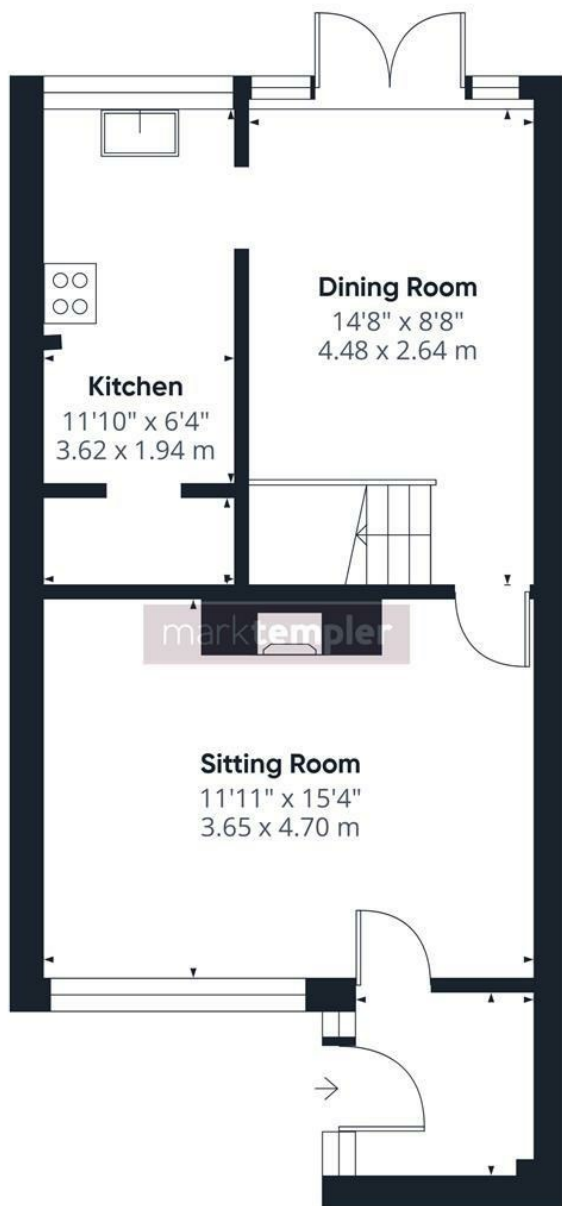 Dining Room
14'8" x 8'8"
4.48 x 2.64 m
Kitchen
11'10" x 6'4"
3.62 x 1.94 m
marktempler
Sitting Room
11'11" x 15'4"
3.65 x 4.70 m